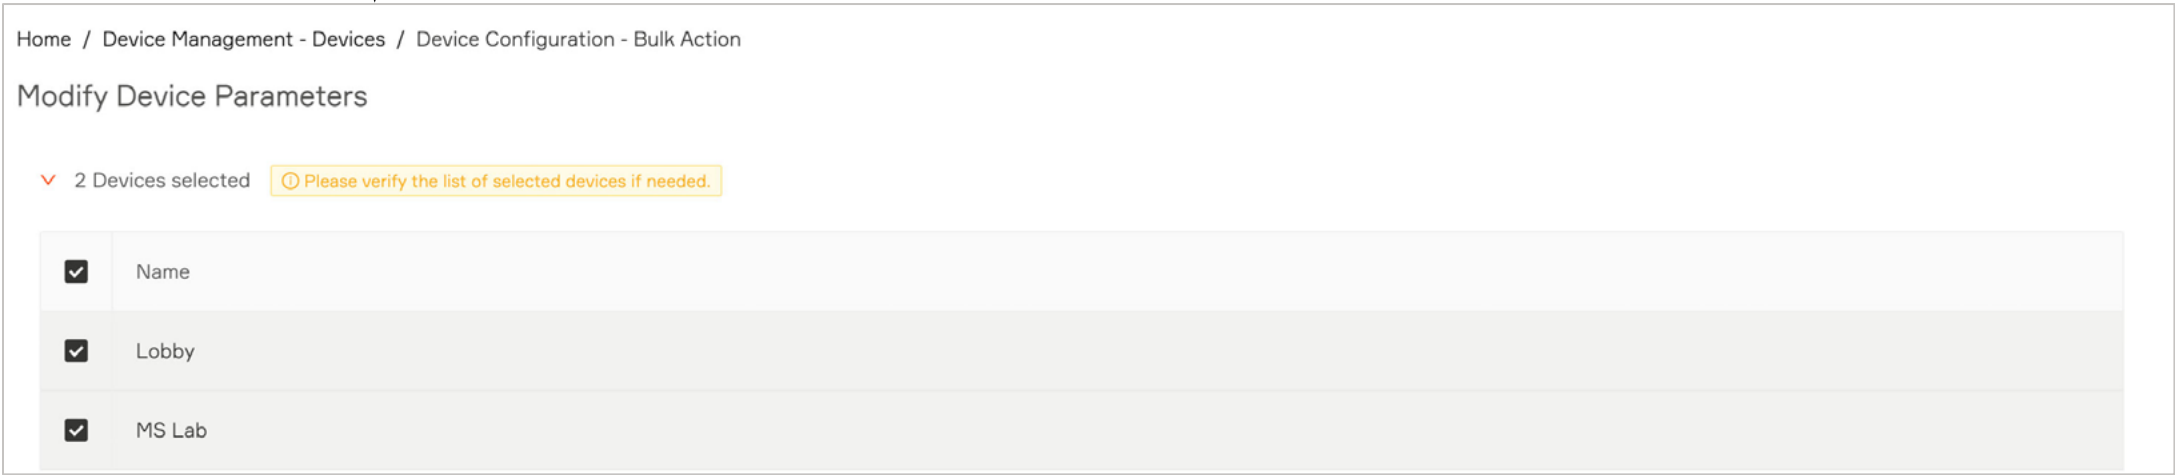 Home / Device Management - Devices / Device Configuration - Bulk Action
Modify Device Parameters
2 Devices selected Please verify the list of selected devices if needed.
Name
Lobby
MS Lab